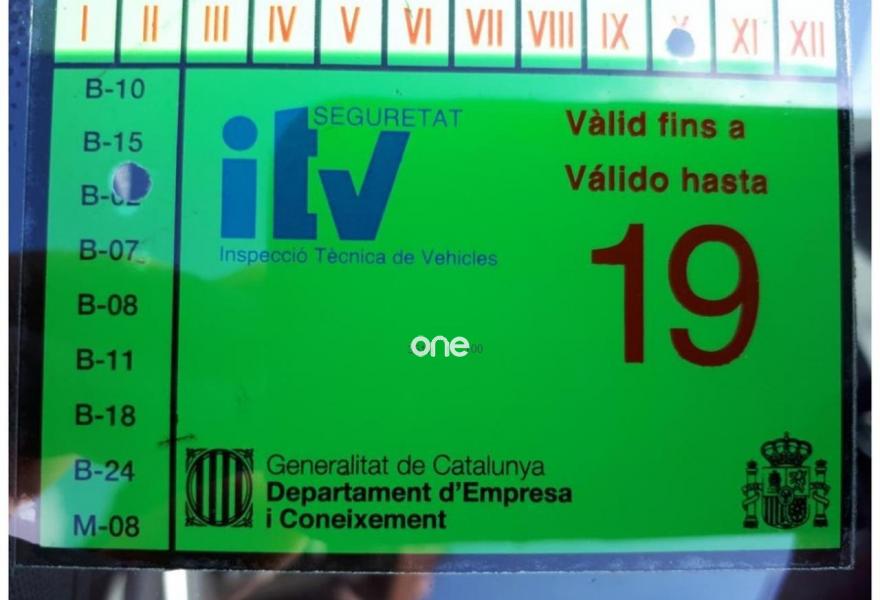 I II III IV V VI VII VIII IX XI XII
B-10
B-15
B-07
B-08
B-11
B-18
B-24
M-08
SEGURETAT
itv
Inspecció Tècnica de Vehicles
Vàlid fins a
Válido hasta
19
one
Generalitat de Catalunya
Departament d'Empresa
i Coneixement